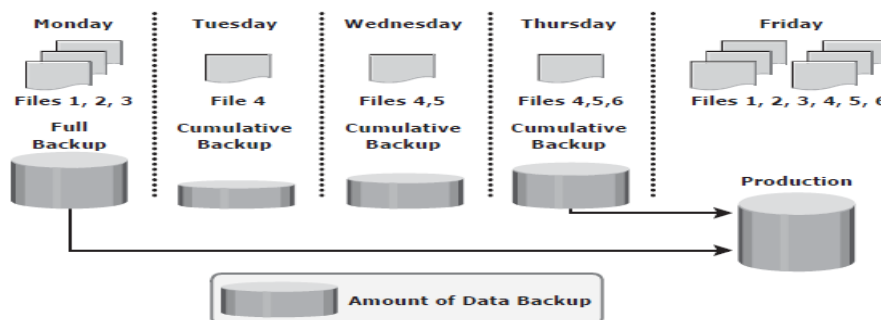 Monday
Tuesday
Wednesday
Thursday
Friday
Files 1, 2, 3
File 4
Files 4,5
Files 4,5,6
Files 1, 2, 3, 4, 5, 6
Full
Backup
Cumulative
Backup
Cumulative
Backup
Cumulative
Backup
Production
Amount of Data Backup